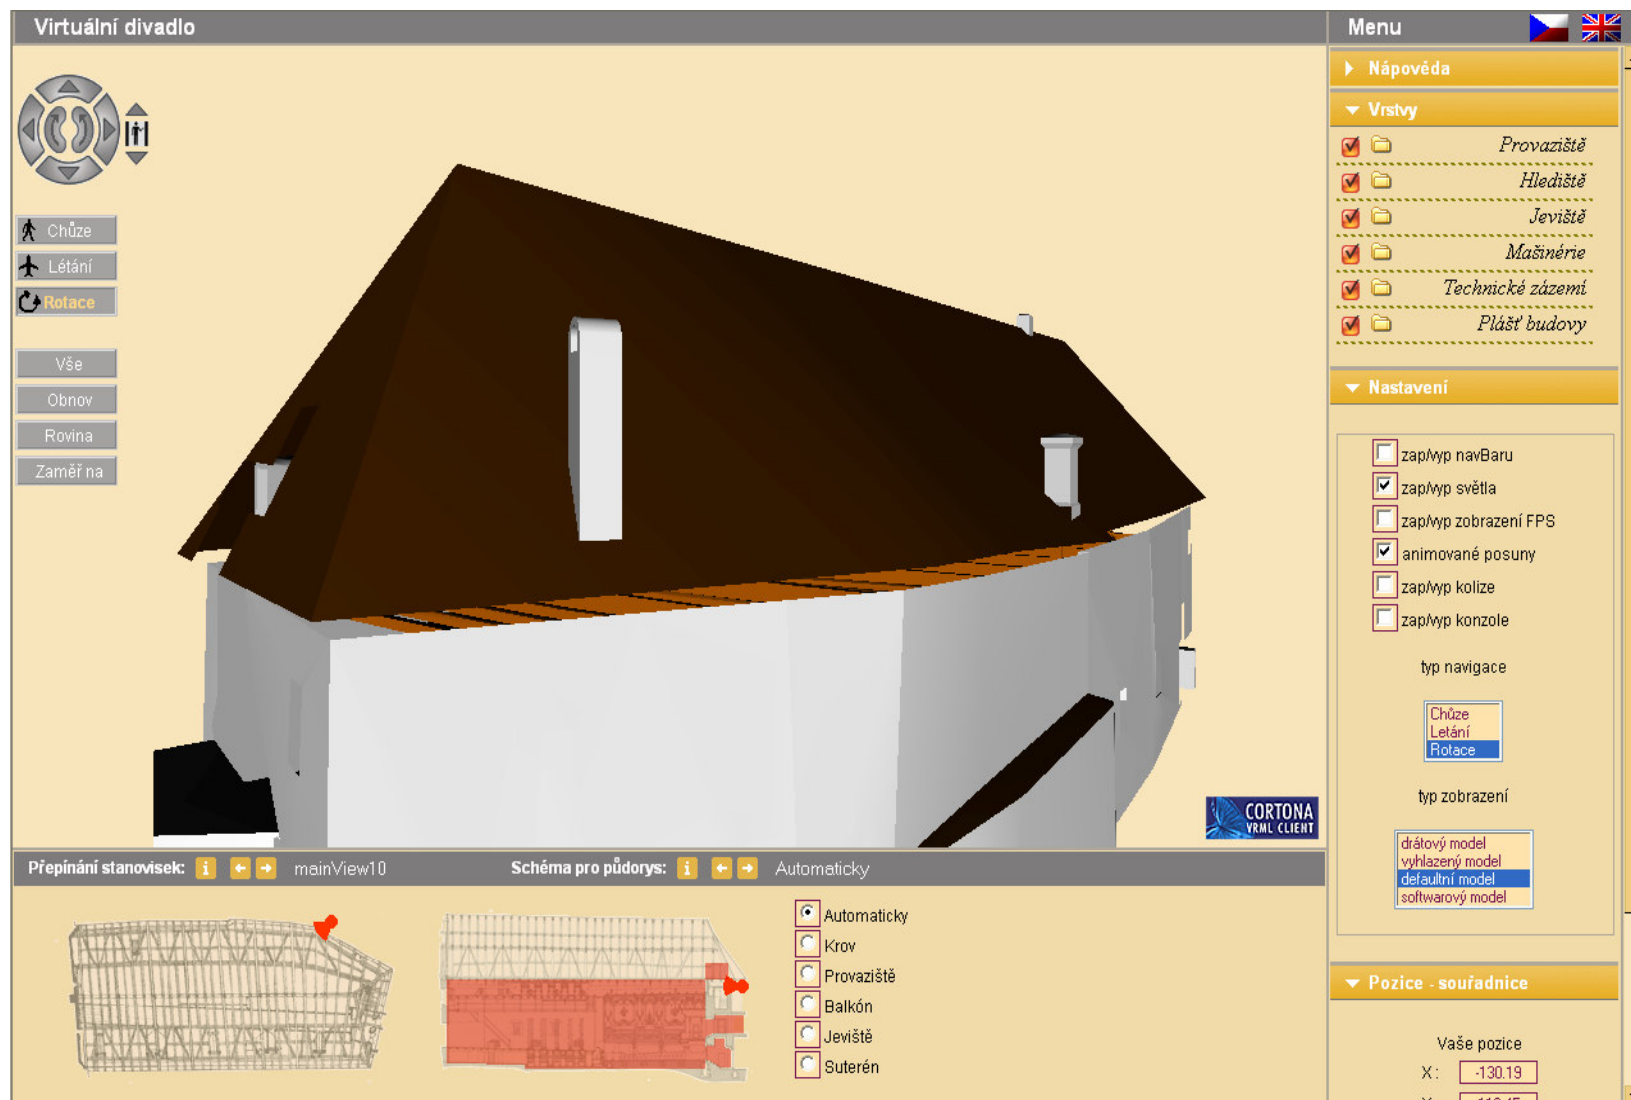 Virtuální divadlo
Menu
Nápověda
Vrstvy
Provaziště
Hlediště
Jeviště
Mašinérie
Technické zázemí
Plášť budovy
Chůze
Létání
Rotace
Vše
Obnov
Rovina
Zaměř na
Nastavení
zap/vyp navBaru
zap/vyp světla
zap/vyp zobrazení FPS
animované posuny
zap/vyp kolize
zap/vyp konzole
typ navigace
Chůze
Letání
Rotace
typ zobrazení
drátový model
vyhlazený model
defaultní model
softwarový model
CORTONA
VRML CLIENT
Přepínání stanovisek: i mainView10
Schéma pro půdorys: i Automaticky
Automaticky
Krov
Provaziště
Balkón
Jeviště
Suterén
Pozice - souřadnice
Vaše pozice
X: -130.19